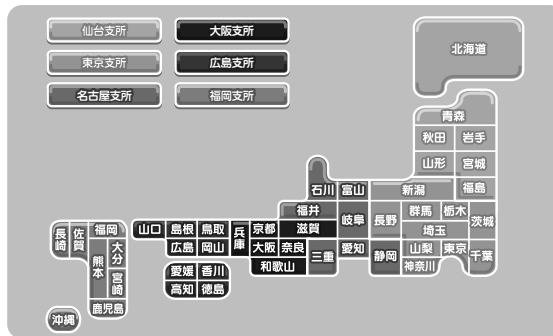 仙台支所 大阪支所
東京支所 広島支所
名古屋支所 福岡支所
北海道
青森
秋田 岩手
山形 宮城
石川 富山 新潟 福島
福井 岐阜 長野 群馬 栃木 茨城
長崎 佐賀 福岡 山口 島根 鳥取 兵庫 京都 滋賀 埼玉
熊本 大分 広島 岡山 大阪 奈良 三重 愛知 静岡 山梨 東京 千葉
宮崎 愛媛 香川 和歌山 神奈川
高知 徳島
鹿児島
沖縄